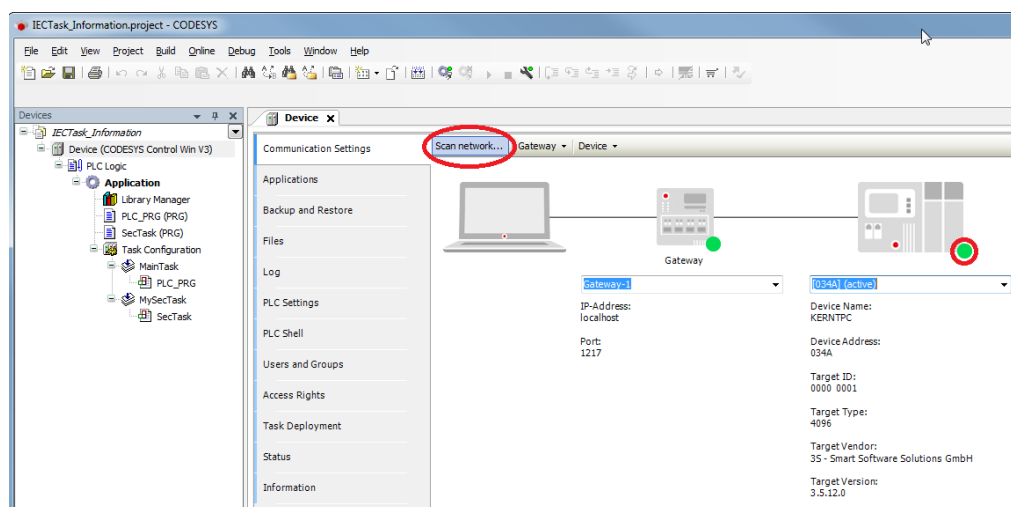 IECTask_Information.project - CODESYS
File Edit View Project Build Online Debug Tools Window Help
Devices
Device
IECTask_Information
Device (CODESYS Control Win V3)
PLC Logic
Application
Library Manager
PLC_PRG (PRG)
SecTask (PRG)
Task Configuration
MainTask
PLC_PRG
MySecTask
SecTask
Communication Settings
Applications
Backup and Restore
Files
Log
PLC Settings
PLC Shell
Users and Groups
Access Rights
Task Deployment
Status
Information
Scan network... Gateway Device
Gateway
Gateway-1
IP-Address:
localhost
Port:
1217
[034A] (active)
Device Name:
KERNTPC
Device Address:
034A
Target ID:
0000 0001
Target Type:
4096
Target Vendor:
3S - Smart Software Solutions GmbH
Target Version:
3.5.12.0